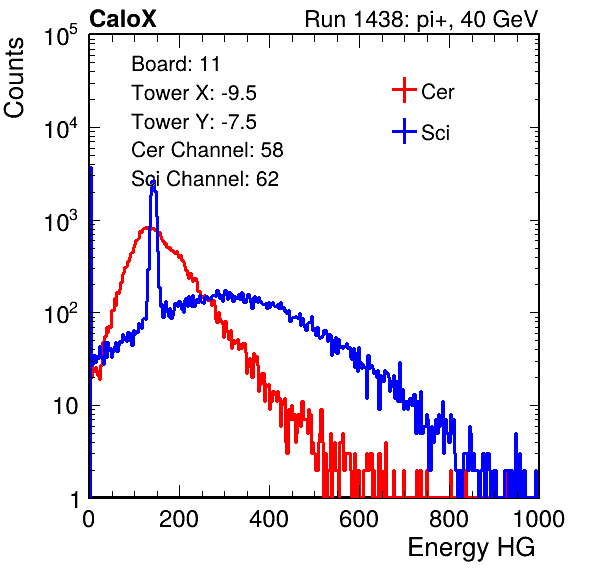 CaloX Run 1438: pi+, 40 GeV
Counts
Board: 11
Tower X: -9.5
Tower Y: -7.5
Cer Channel: 58
Sci Channel: 62
Cer
Sci
10^5
10^4
10^3
10^2
10
1
0 200 400 600 800 1000
Energy HG